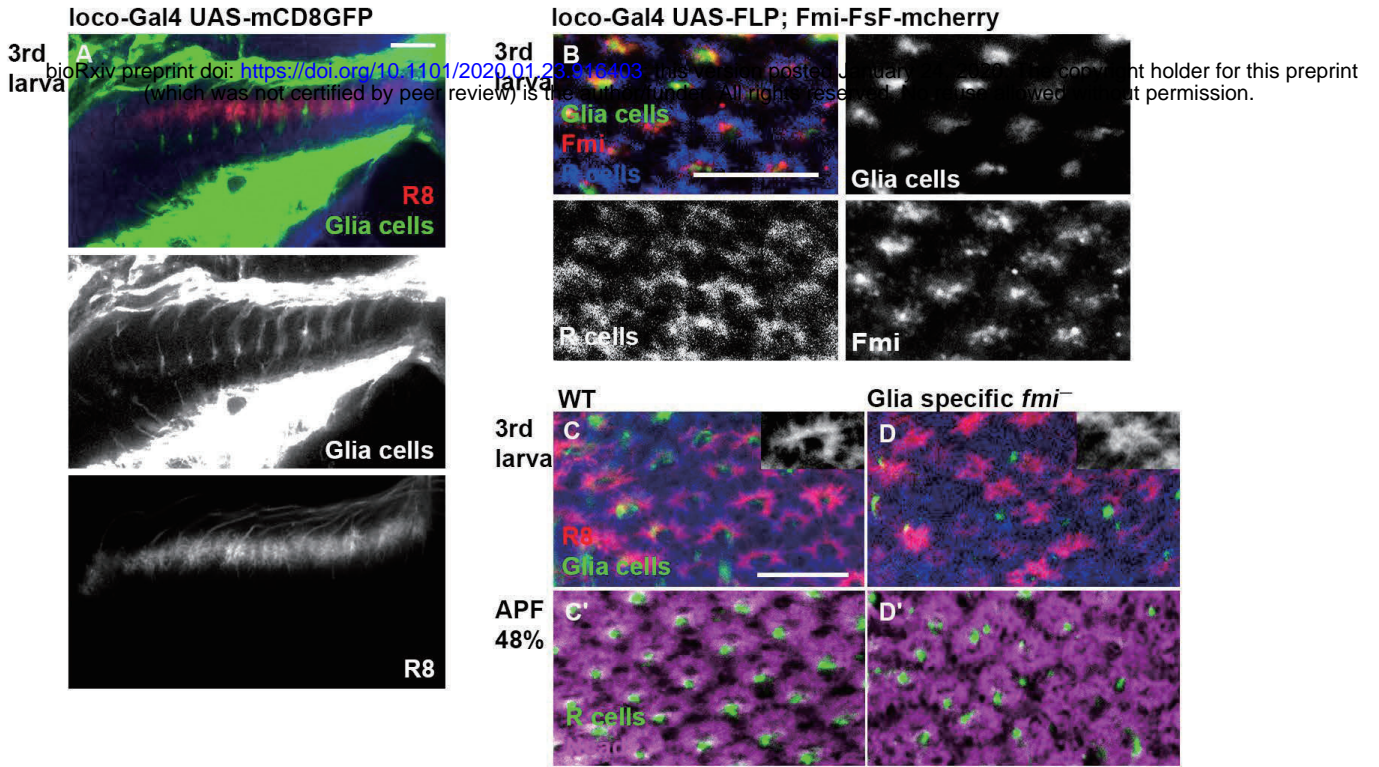 loco-Gal4 UAS-mCD8GFP
loco-Gal4 UAS-FLP; Fmi-FsF-mcherry
3rd
larva
A
R8
Glia cells
Glia cells
R8
3rd
larva
B
Glia cells
Fmi
R cells
Glia cells
R cells
Fmi
bioRxiv preprint doi: https://doi.org/10.1101/2020.01.23.916403; this version posted January copyright holder for this preprint
(which was not certified by peer review) is the author/funder. All rights reserved. No reuse allowed without permission.
WT
Glia specific fmi⁻
3rd
larva
C
R8
Glia cells
D
APF
48%
C'
R cells
D'